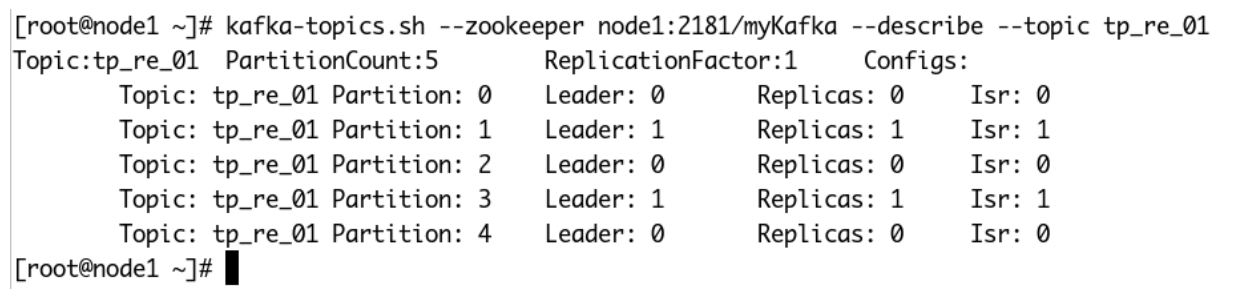 [root@node1 ~]# kafka-topics.sh --zookeeper node1:2181/myKafka --describe --topic tp_re_01
Topic:tp_re_01 PartitionCount:5 ReplicationFactor:1 Configs:
Topic: tp_re_01 Partition: 0 Leader: 0 Replicas: 0 Isr: 0
Topic: tp_re_01 Partition: 1 Leader: 1 Replicas: 1 Isr: 1
Topic: tp_re_01 Partition: 2 Leader: 0 Replicas: 0 Isr: 0
Topic: tp_re_01 Partition: 3 Leader: 1 Replicas: 1 Isr: 1
Topic: tp_re_01 Partition: 4 Leader: 0 Replicas: 0 Isr: 0
[root@node1 ~]#